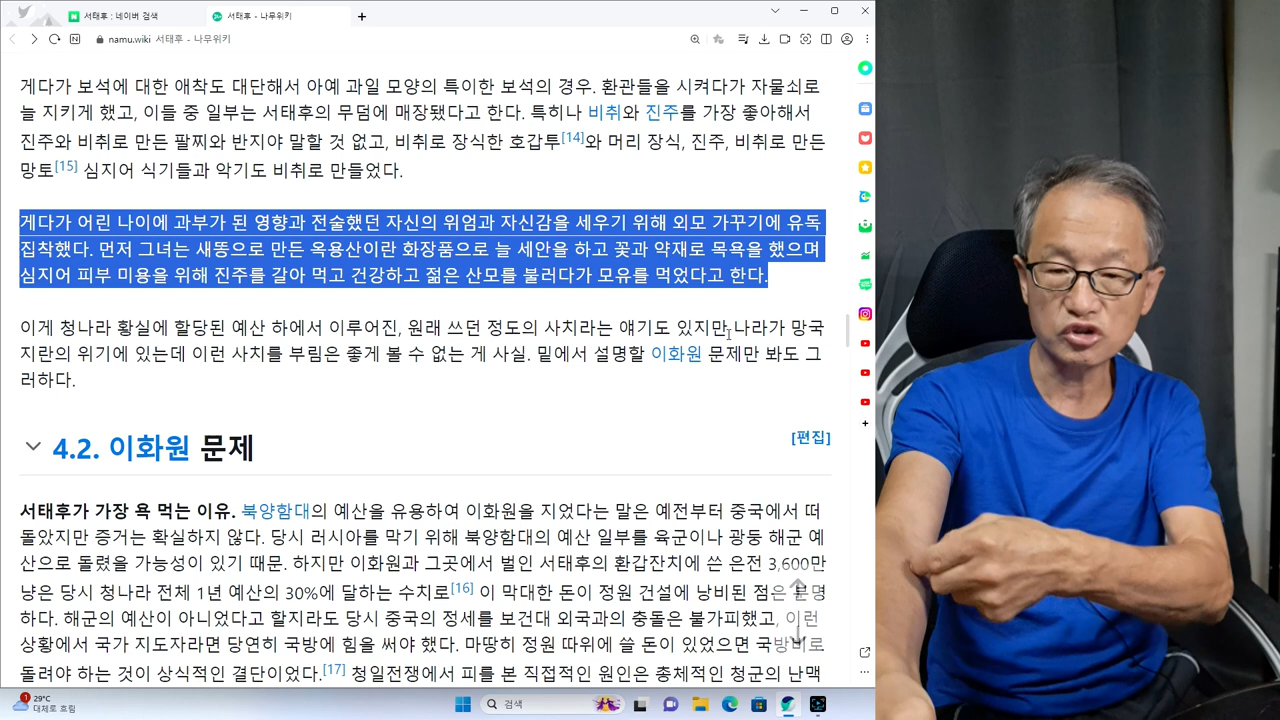 서태후 : 네이버 검색
서태후 - 나무위키
namu.wiki 서태후 - 나무위키
게다가 보석에 대한 애착도 대단해서 아예 과일 모양의 특이한 보석의 경우. 환관들을 시켜다가 자물쇠로
늘 지키게 했고, 이들 중 일부는 서태후의 무덤에 매장됐다고 한다. 특히나 비취와 진주를 가장 좋아해서
진주와 비취로 만든 팔찌와 반지야 말할 것 없고, 비취로 장식한 호갑투[14]와 머리 장식, 진주, 비취로 만든
망토[15] 심지어 식기들과 악기도 비취로 만들었다.
게다가 어린 나이에 과부가 된 영향과 전술했던 자신의 위엄과 자신감을 세우기 위해 외모 가꾸기에 유독
집착했다. 먼저 그녀는 새똥으로 만든 옥용산이란 화장품으로 늘 세안을 하고 꽃과 약재로 목욕을 했으며
심지어 피부 미용을 위해 진주를 갈아 먹고 건강하고 젊은 산모를 불러다가 모유를 먹었다고 한다.
이게 청나라 황실에 할당된 예산 하에서 이루어진, 원래 쓰던 정도의 사치라는 얘기도 있지만 나라가 망국
지란의 위기에 있는데 이런 사치를 부림은 좋게 볼 수 없는 게 사실. 밑에서 설명할 이화원 문제만 봐도 그
러하다.
4.2. 이화원 문제
[편집]
서태후가 가장 욕 먹는 이유. 북양함대의 예산을 유용하여 이화원을 지었다는 말은 예전부터 중국에서 떠
돌았지만 증거는 확실하지 않다. 당시 러시아를 막기 위해 북양함대의 예산 일부를 육군이나 광둥 해군 예
산으로 돌렸을 가능성이 있기 때문. 하지만 이화원과 그곳에서 벌인 서태후의 환갑잔치에 쓴 은전 3,600만
냥은 당시 청나라 전체 1년 예산의 30%에 달하는 수치로[16] 이 막대한 돈이 정원 건설에 낭비된 점은 분명
하다. 해군의 예산이 아니었다고 할지라도 당시 중국의 정세를 보건대 외국과의 충돌은 불가피했고, 이런
상황에서 국가 지도자라면 당연히 국방에 힘을 써야 했다. 마땅히 정원 따위에 쓸 돈이 있었으면 국방비로
돌려야 하는 것이 상식적인 결단이었다.[17] 청일전쟁에서 피를 본 직접적인 원인은 총체적인 청군의 난맥
1
29°C
대체로 흐림
검색